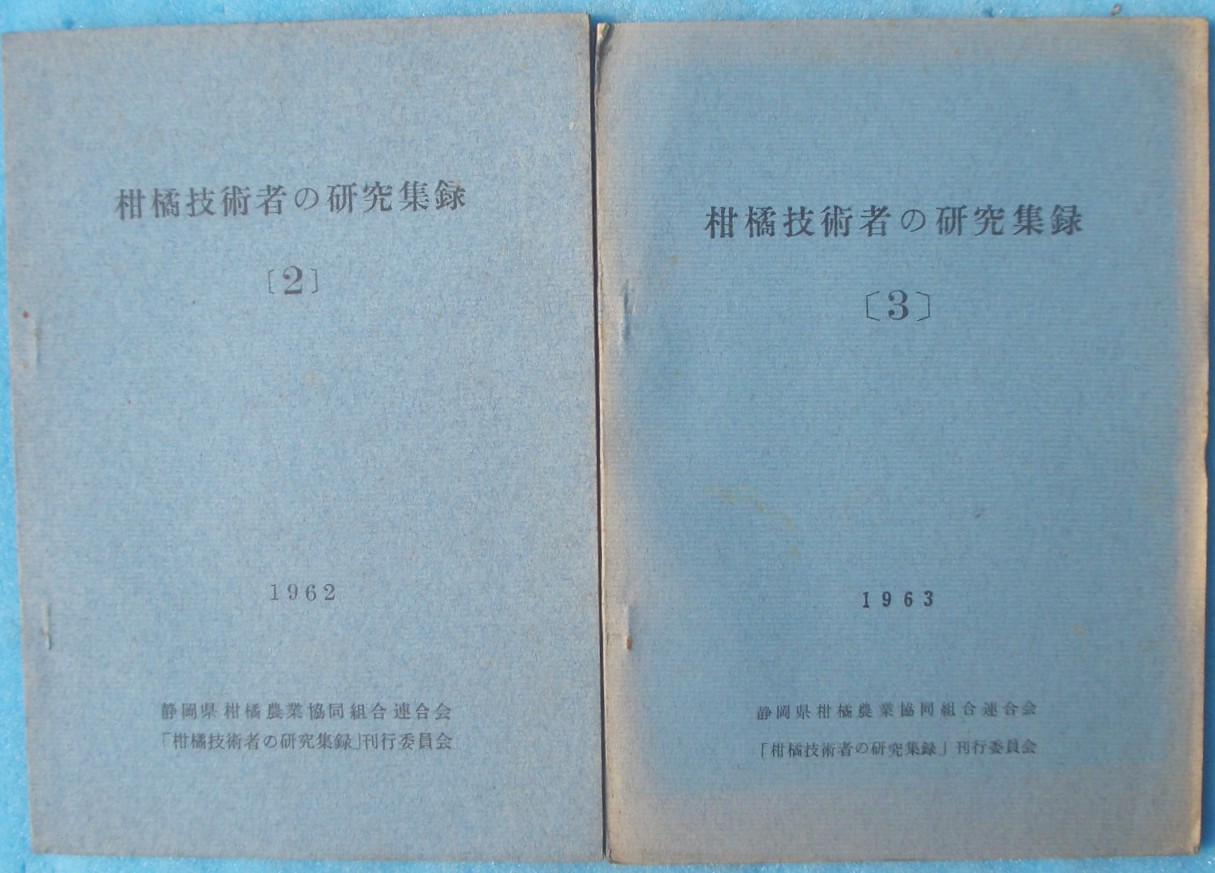 柑橘技術者の研究集録
〔2〕
1962
静岡県柑橘農業協同組合連合会
「柑橘技術者の研究集録」刊行委員会
柑橘技術者の研究集録
〔3〕
1963
静岡県柑橘農業協同組合連合会
「柑橘技術者の研究集録」刊行委員会